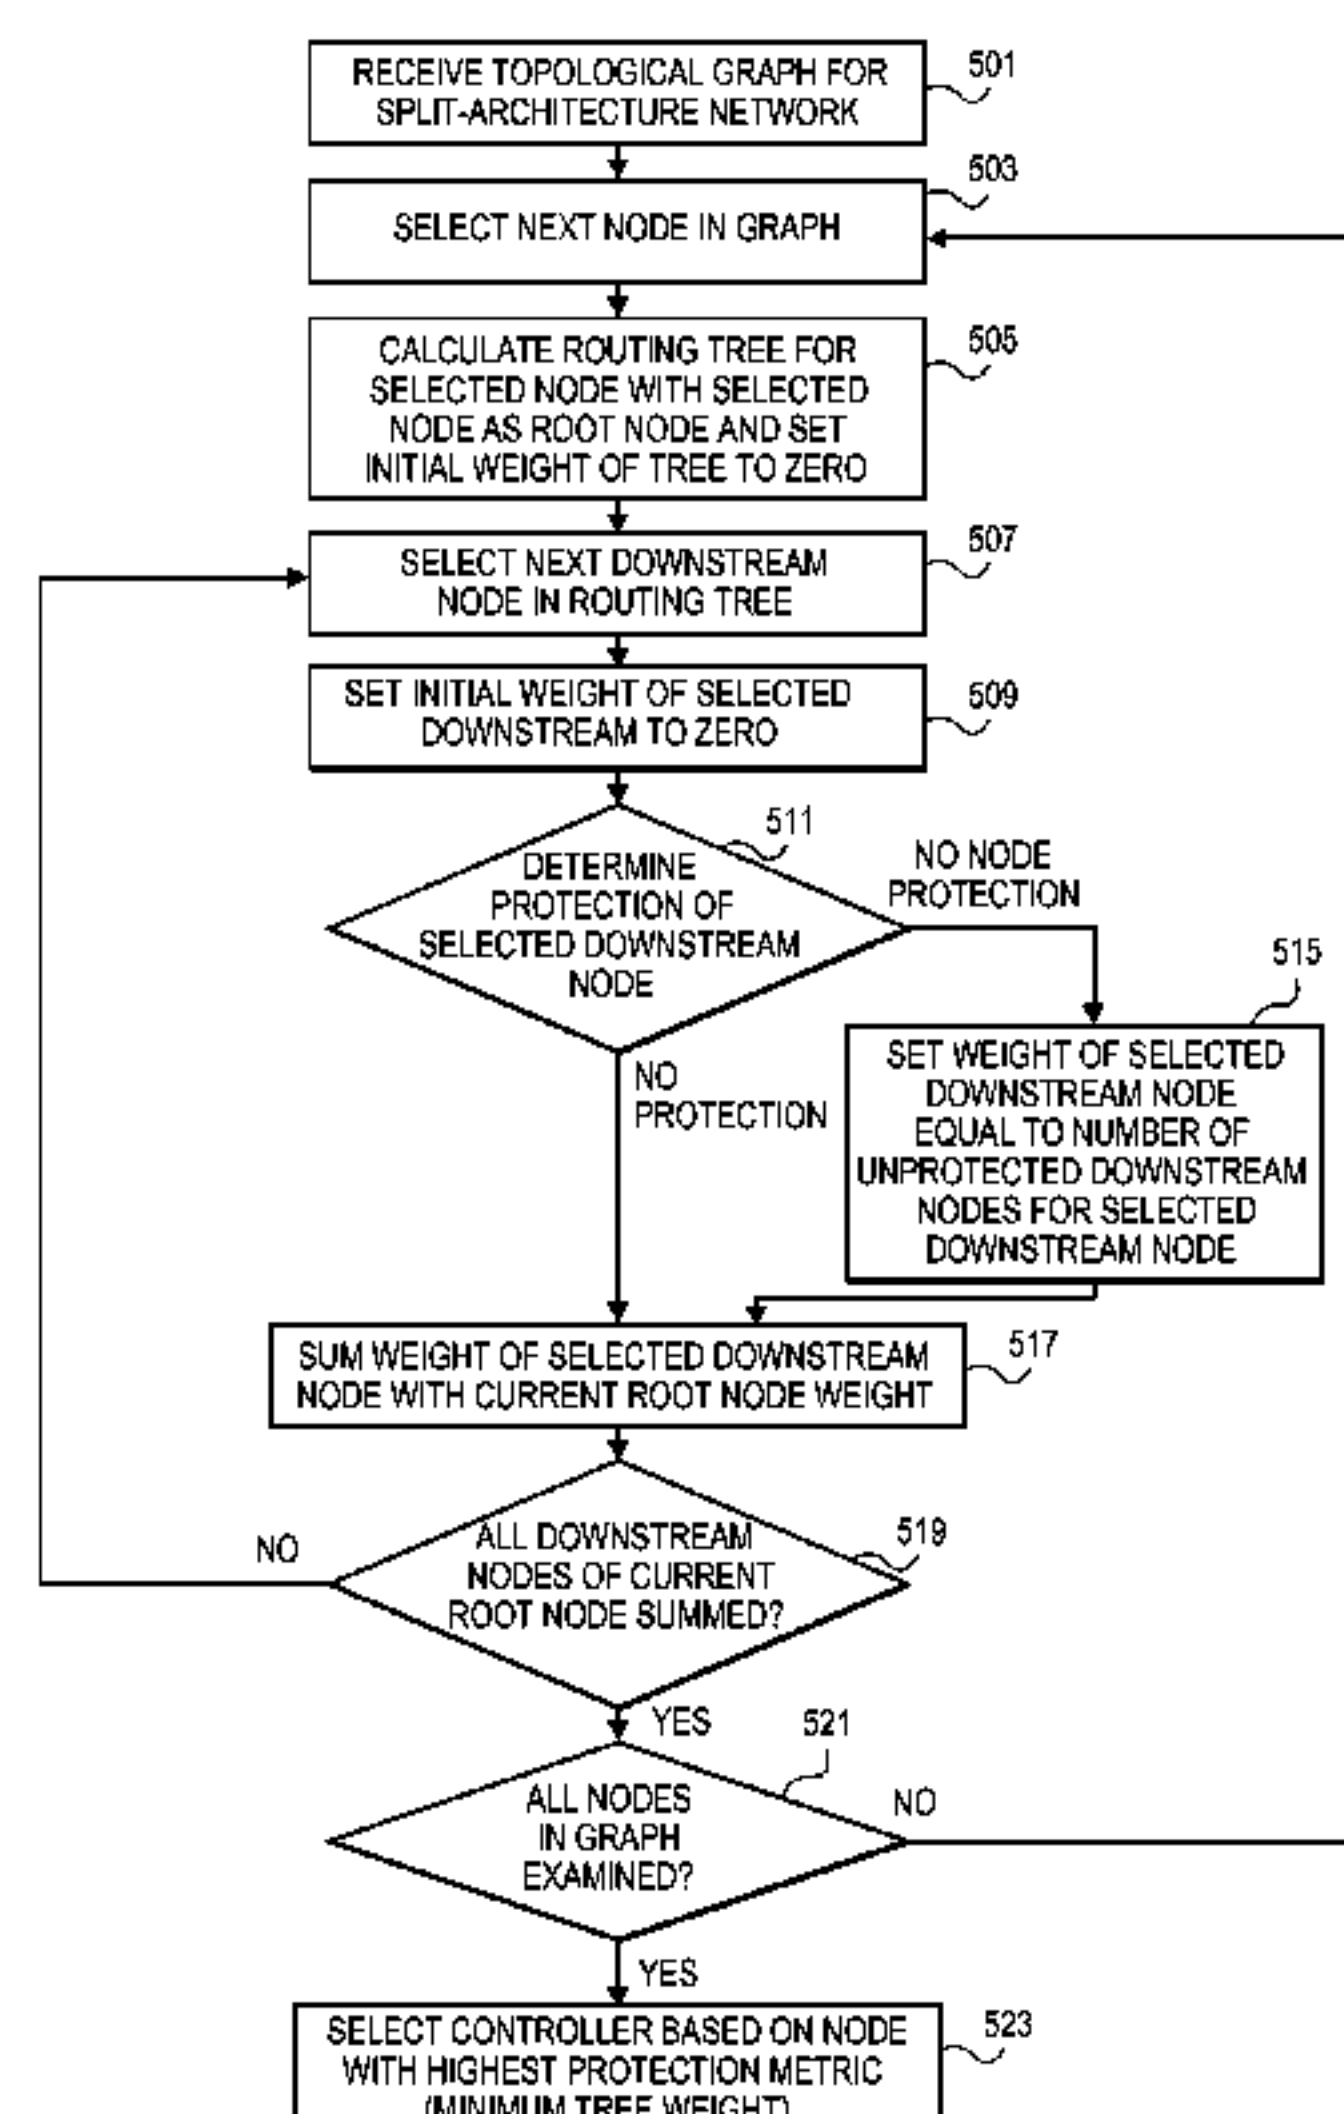 RECEIVE TOPOLOGICAL GRAPH FOR
SPLIT-ARCHITECTURE NETWORK
501
503
SELECT NEXT NODE IN GRAPH
505
CALCULATE ROUTING TREE FOR
SELECTED NODE WITH SELECTED
NODE AS ROOT NODE AND SET
INITIAL WEIGHT OF TREE TO ZERO
507
SELECT NEXT DOWNSTREAM
NODE IN ROUTING TREE
509
SET INITIAL WEIGHT OF SELECTED
DOWNSTREAM TO ZERO
511
DETERMINE
PROTECTION OF
SELECTED DOWNSTREAM
NODE
NO NODE
PROTECTION
515
SET WEIGHT OF SELECTED
DOWNSTREAM NODE
EQUAL TO NUMBER OF
UNPROTECTED DOWNSTREAM
NODES FOR SELECTED
DOWNSTREAM NODE
NO
PROTECTION
517
SUM WEIGHT OF SELECTED DOWNSTREAM
NODE WITH CURRENT ROOT NODE WEIGHT
519
ALL DOWNSTREAM
NODES OF CURRENT
ROOT NODE SUMMED?
NO
YES
521
ALL NODES
IN GRAPH
EXAMINED?
NO
YES
523
SELECT CONTROLLER BASED ON NODE
WITH HIGHEST PROTECTION METRIC
(MINIMUM TREE WEIGHT)